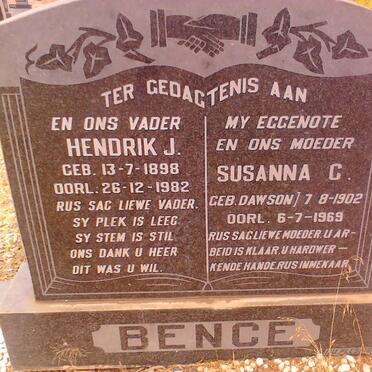 TER GEDAGTENIS AAN
EN ONS VADER
HENDRIK J.
GEB. 13-7-1898
OORL. 26-12-1982
RUS SAG LIEWE VADER.
SY PLEK IS LEEG
SY STEM IS STIL
ONS DANK U HEER
DIT WAS U WIL.
MY EGGENOTE
EN ONS MOEDER
SUSANNA C.
(GEB. DAWSON) 7-8-1902
OORL. 6-7-1969
RUS SAG LIEWE MOEDER, U AR-
BEID IS KLAAR, U HARDWER-
KENDE HANDE, RUS INMEKAAR.
BENCE